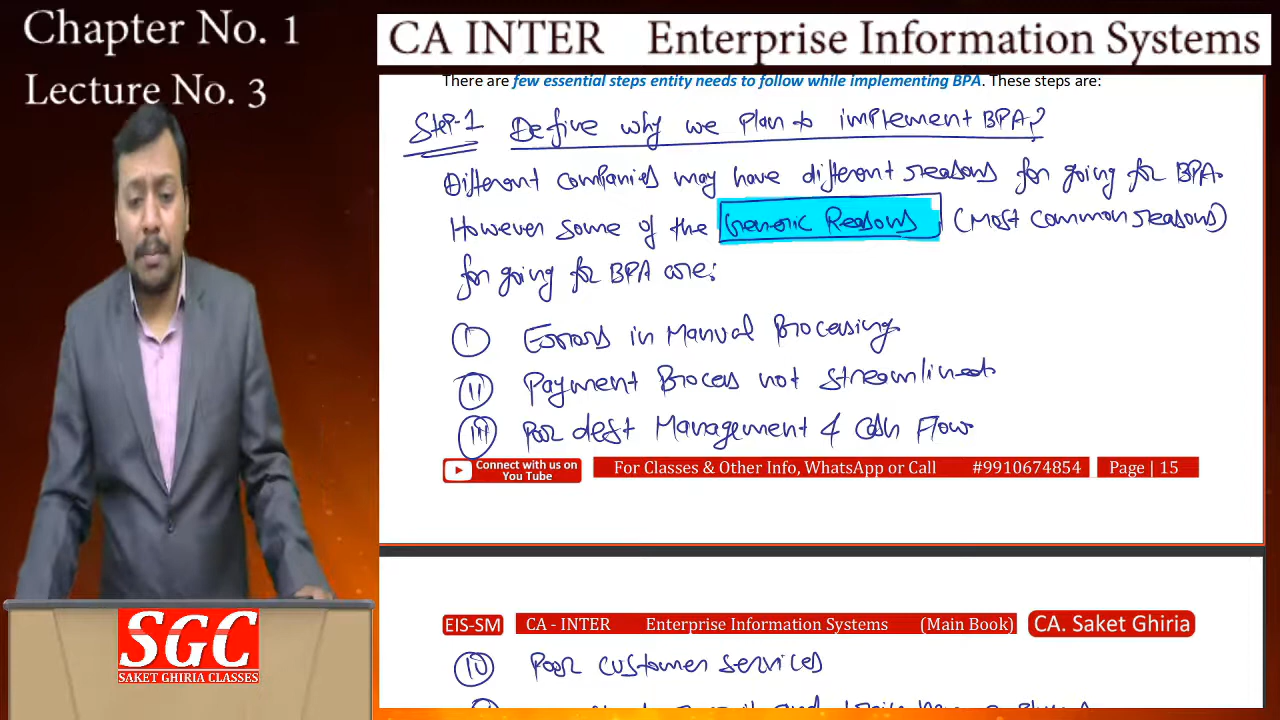 Chapter No. 1
Lecture No. 3
CA INTER Enterprise Information Systems
There are few essential steps entity needs to follow while implementing BPA. These steps are:
Step-1 Define why we plan to implement BPA?
Different companies may have different reasons for going for BPA.
However some of the Generic Reasons (Most common reasons)
for going for BPA are:
(i) Errors in Manual Processing
(ii) Payment Process not streamlined
(iii) Poor debt Management & Cash Flow
Connect with us on
You Tube
For Classes & Other Info, WhatsApp or Call #9910674854 Page | 15
EIS-SM CA - INTER Enterprise Information Systems (Main Book) CA. Saket Ghiria
(iv) Poor customer services
SGC
SAKET GHIRIA CLASSES